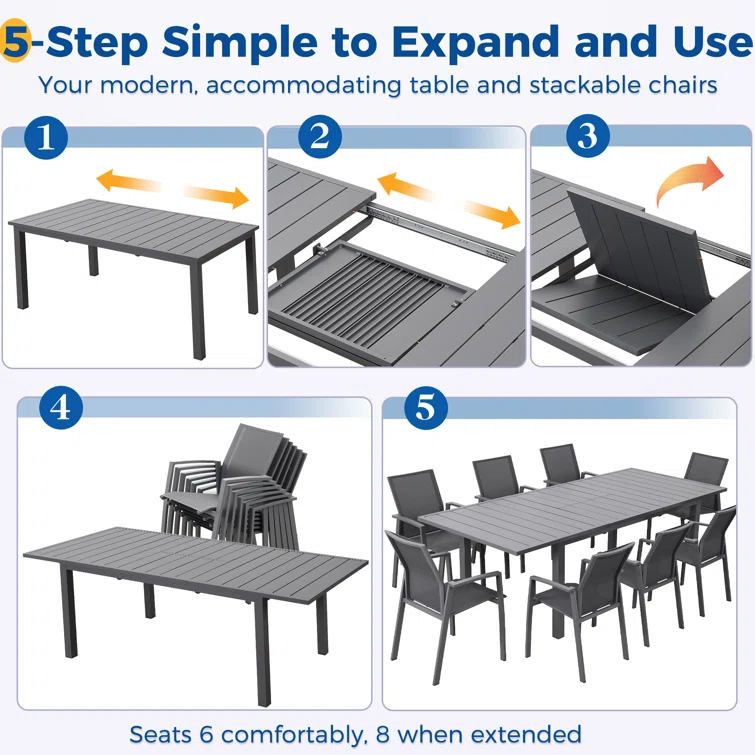 5-Step Simple to Expand and Use
Your modern, accommodating table and stackable chairs
1
2
3
4
5
Seats 6 comfortably, 8 when extended